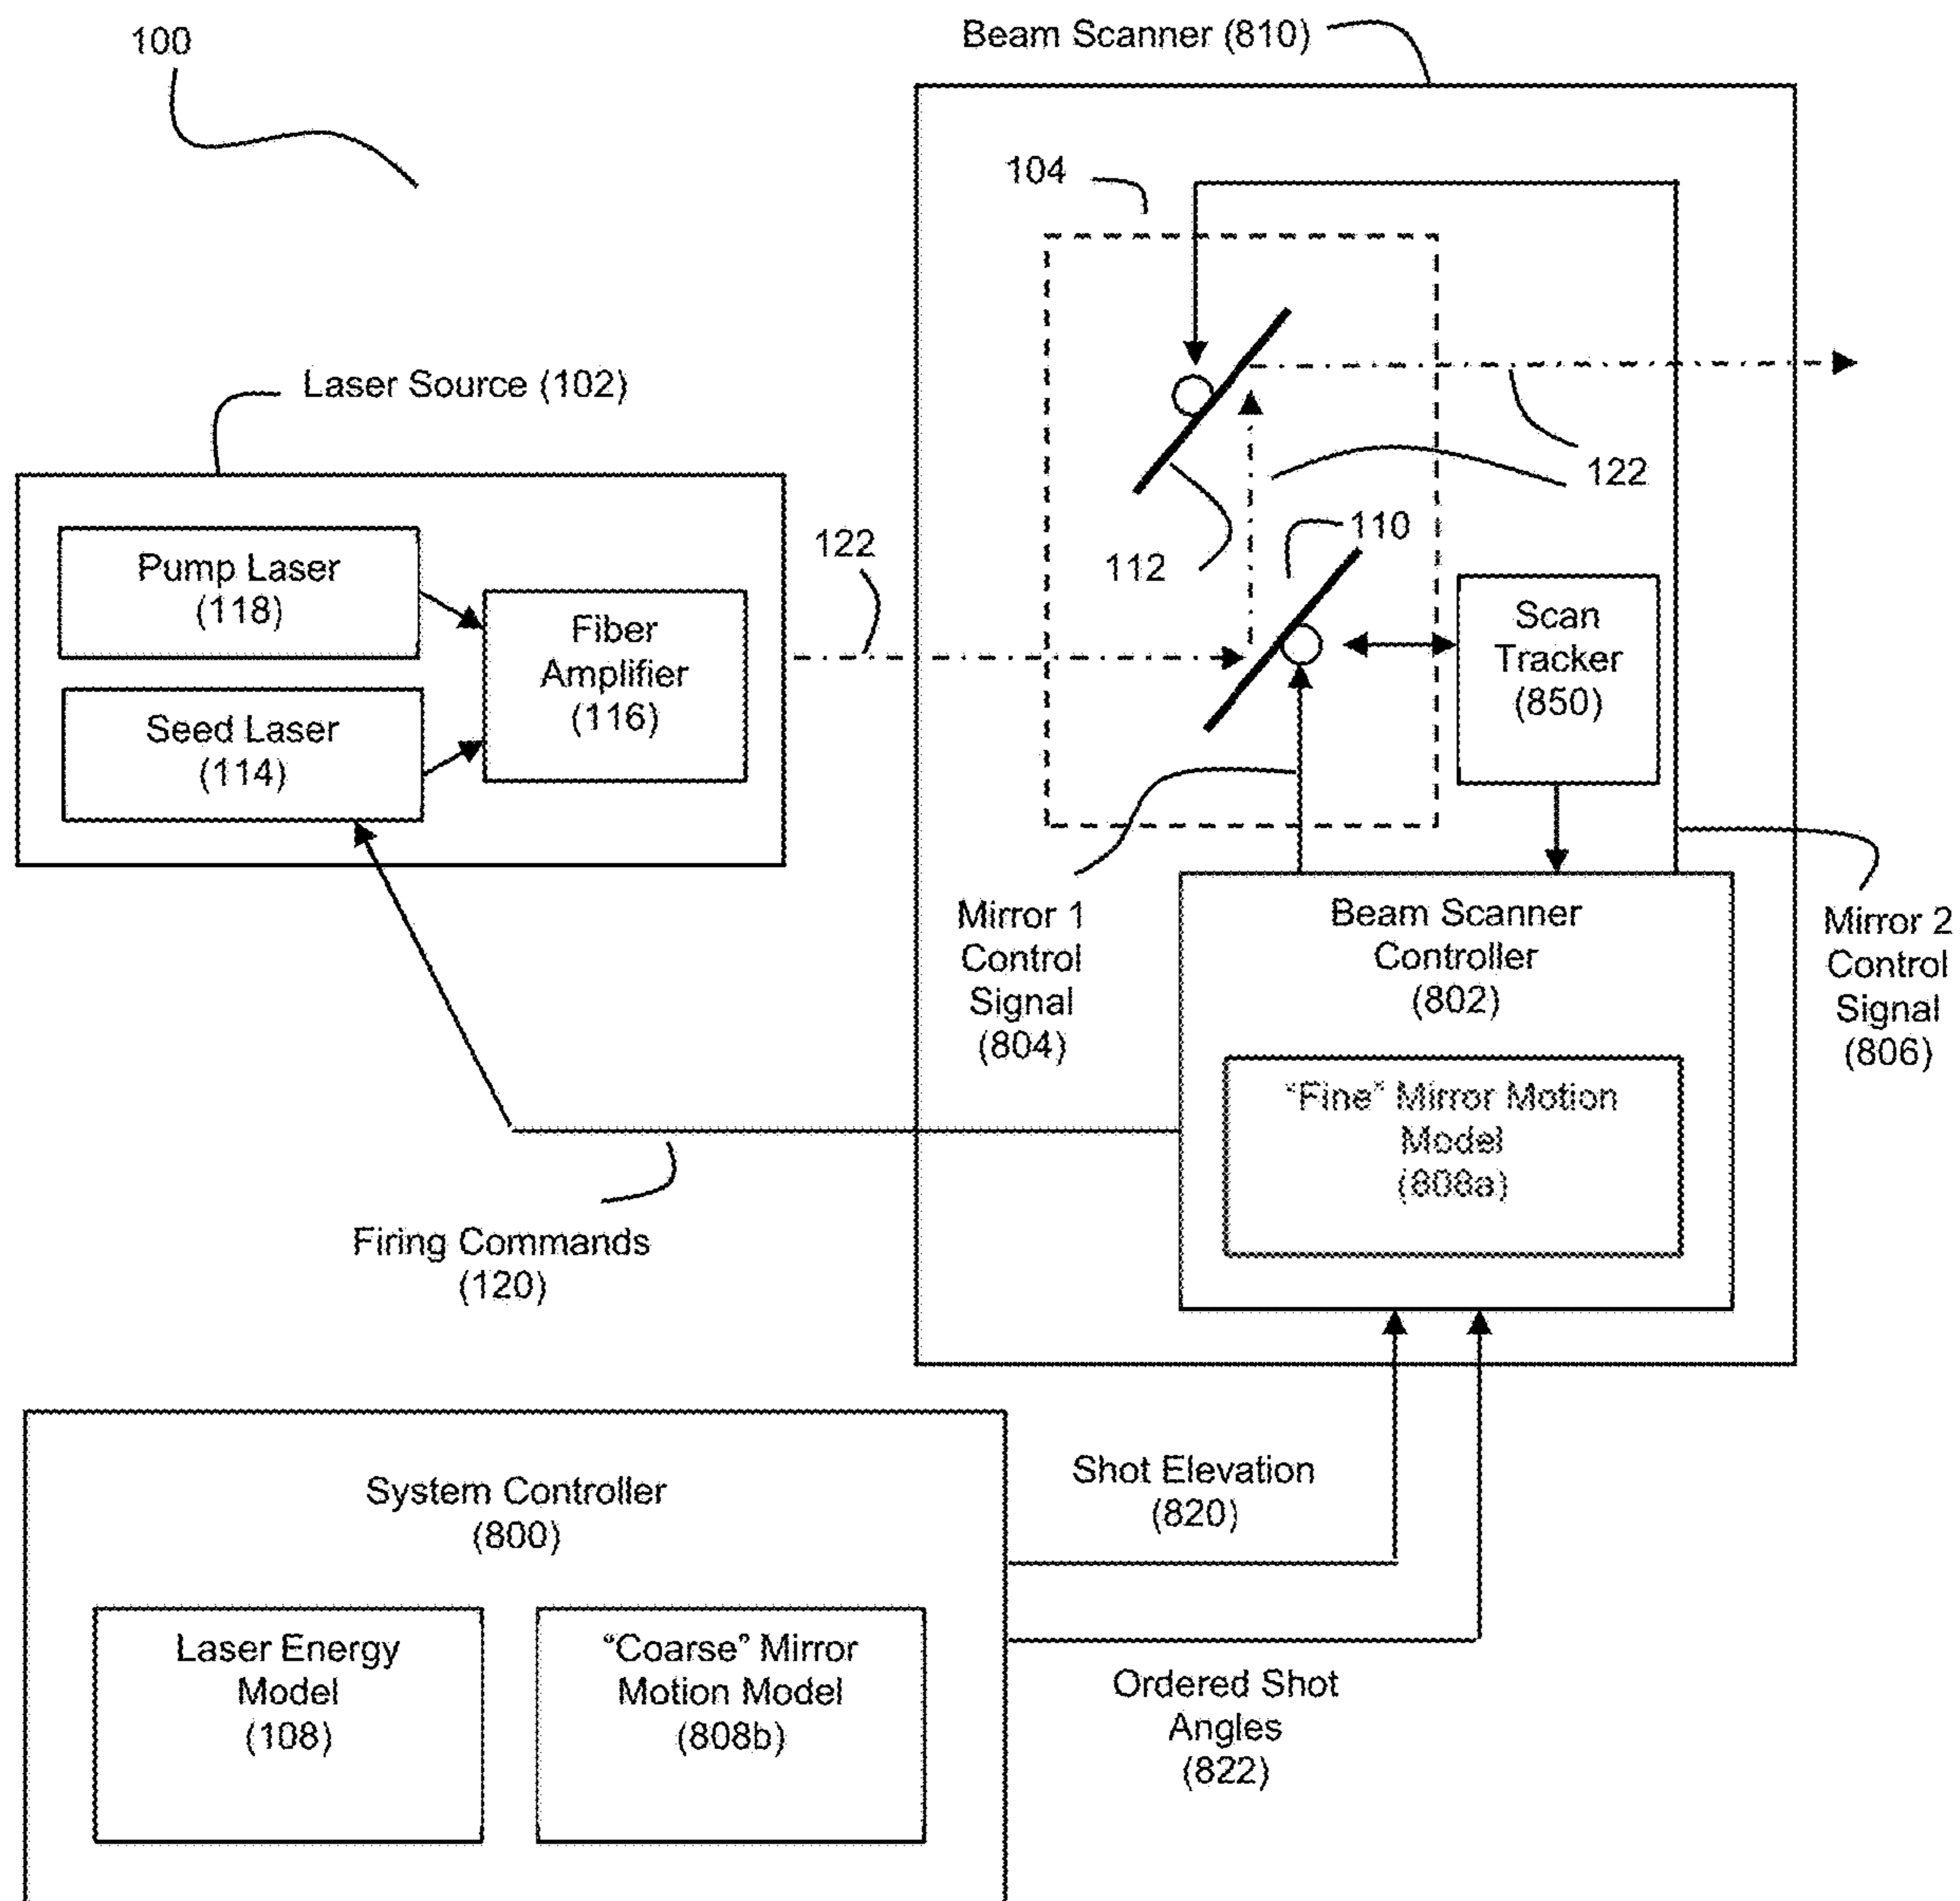 100
Beam Scanner (810)
104
Laser Source (102)
Pump Laser
(118)
Seed Laser
(114)
Fiber
Amplifier
(116)
122
112
110
122
Scan
Tracker
(850)
Mirror 1
Control
Signal
(804)
Beam Scanner
Controller
(802)
"Fine" Mirror Motion
Model
(808a)
Mirror 2
Control
Signal
(806)
Firing Commands
(120)
System Controller
(800)
Laser Energy
Model
(108)
"Coarse" Mirror
Motion Model
(808b)
Shot Elevation
(820)
Ordered Shot
Angles
(822)